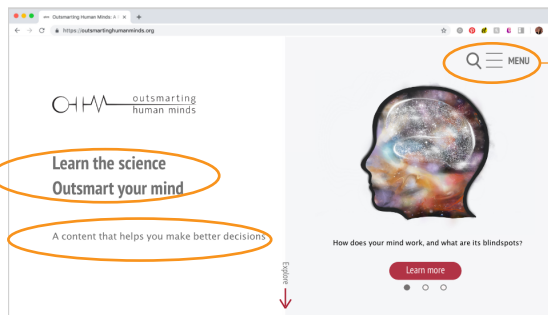 Outsmarting Human Minds: A
https://outsmartinghumanminds.org
MENU
outsmarting
human minds
Learn the science
Outsmart your mind
A content that helps you make better decisions
How does your mind work, and what are its blindspots?
Learn more
Explore